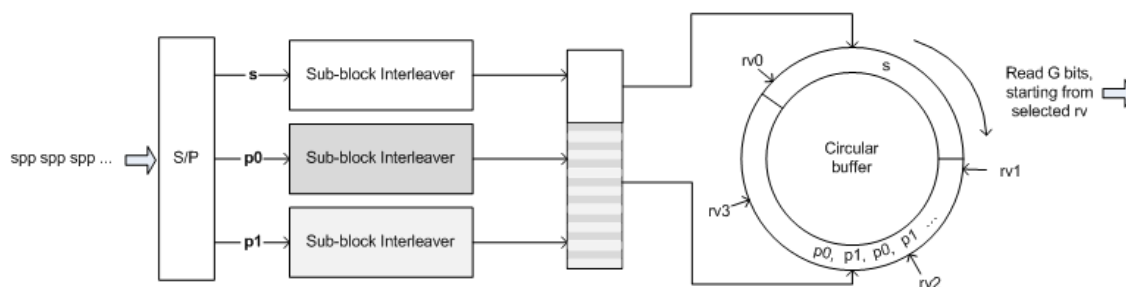 spp spp spp ...
S/P
s
Sub-block Interleaver
p0
Sub-block Interleaver
p1
Sub-block Interleaver
rv0
s
Circular
buffer
rv1
rv3
p0, p1, p0, p1 ...
rv2
Read G bits,
starting from
selected rv